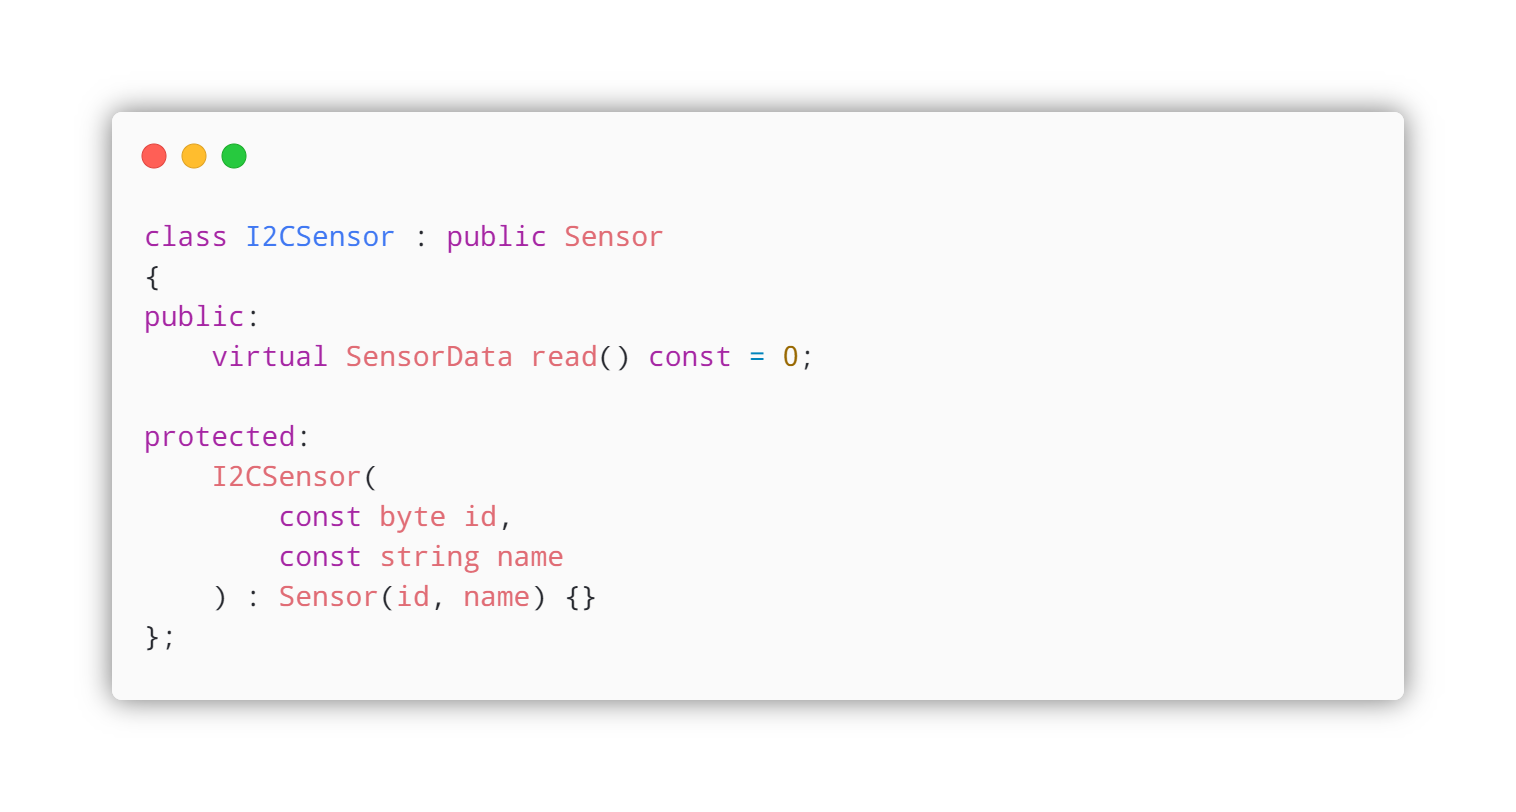 class I2CSensor : public Sensor
{
public:
    virtual SensorData read() const = 0;

protected:
    I2CSensor(
        const byte id,
        const string name
    ) : Sensor(id, name) {}
};